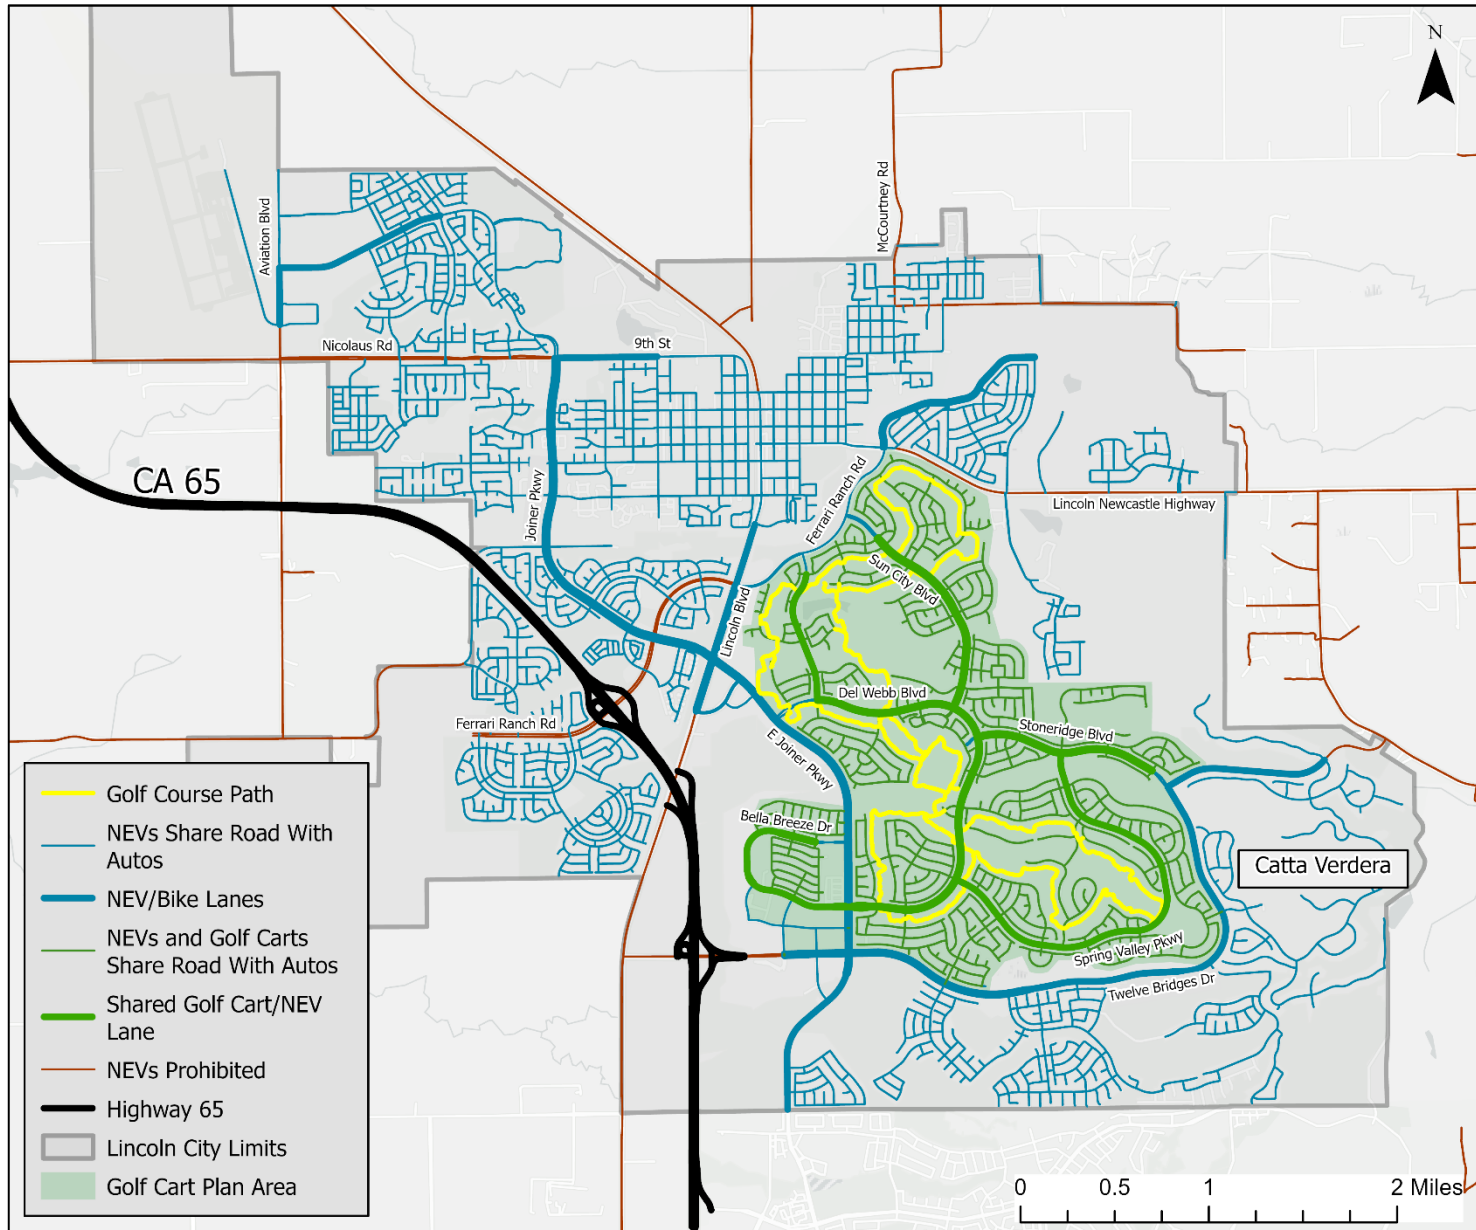 N
McCourtney Rd
Aviation Blvd
Nicolaus Rd
9th St
CA 65
Joiner Pkwy
Ferrari Ranch Rd
Lincoln Newcastle Highway
Sun City Blvd
Lincoln Blvd
Del Webb Blvd
Ferrari Ranch Rd
Stoneridge Blvd
E Joiner Pkwy
Bella Breeze Dr
Catta Verdera
Spring Valley Pkwy
Twelve Bridges Dr
Golf Course Path
NEVs Share Road With
Autos
NEV/Bike Lanes
NEVs and Golf Carts
Share Road With Autos
Shared Golf Cart/NEV
Lane
NEVs Prohibited
Highway 65
Lincoln City Limits
Golf Cart Plan Area
0 0.5 1 2 Miles